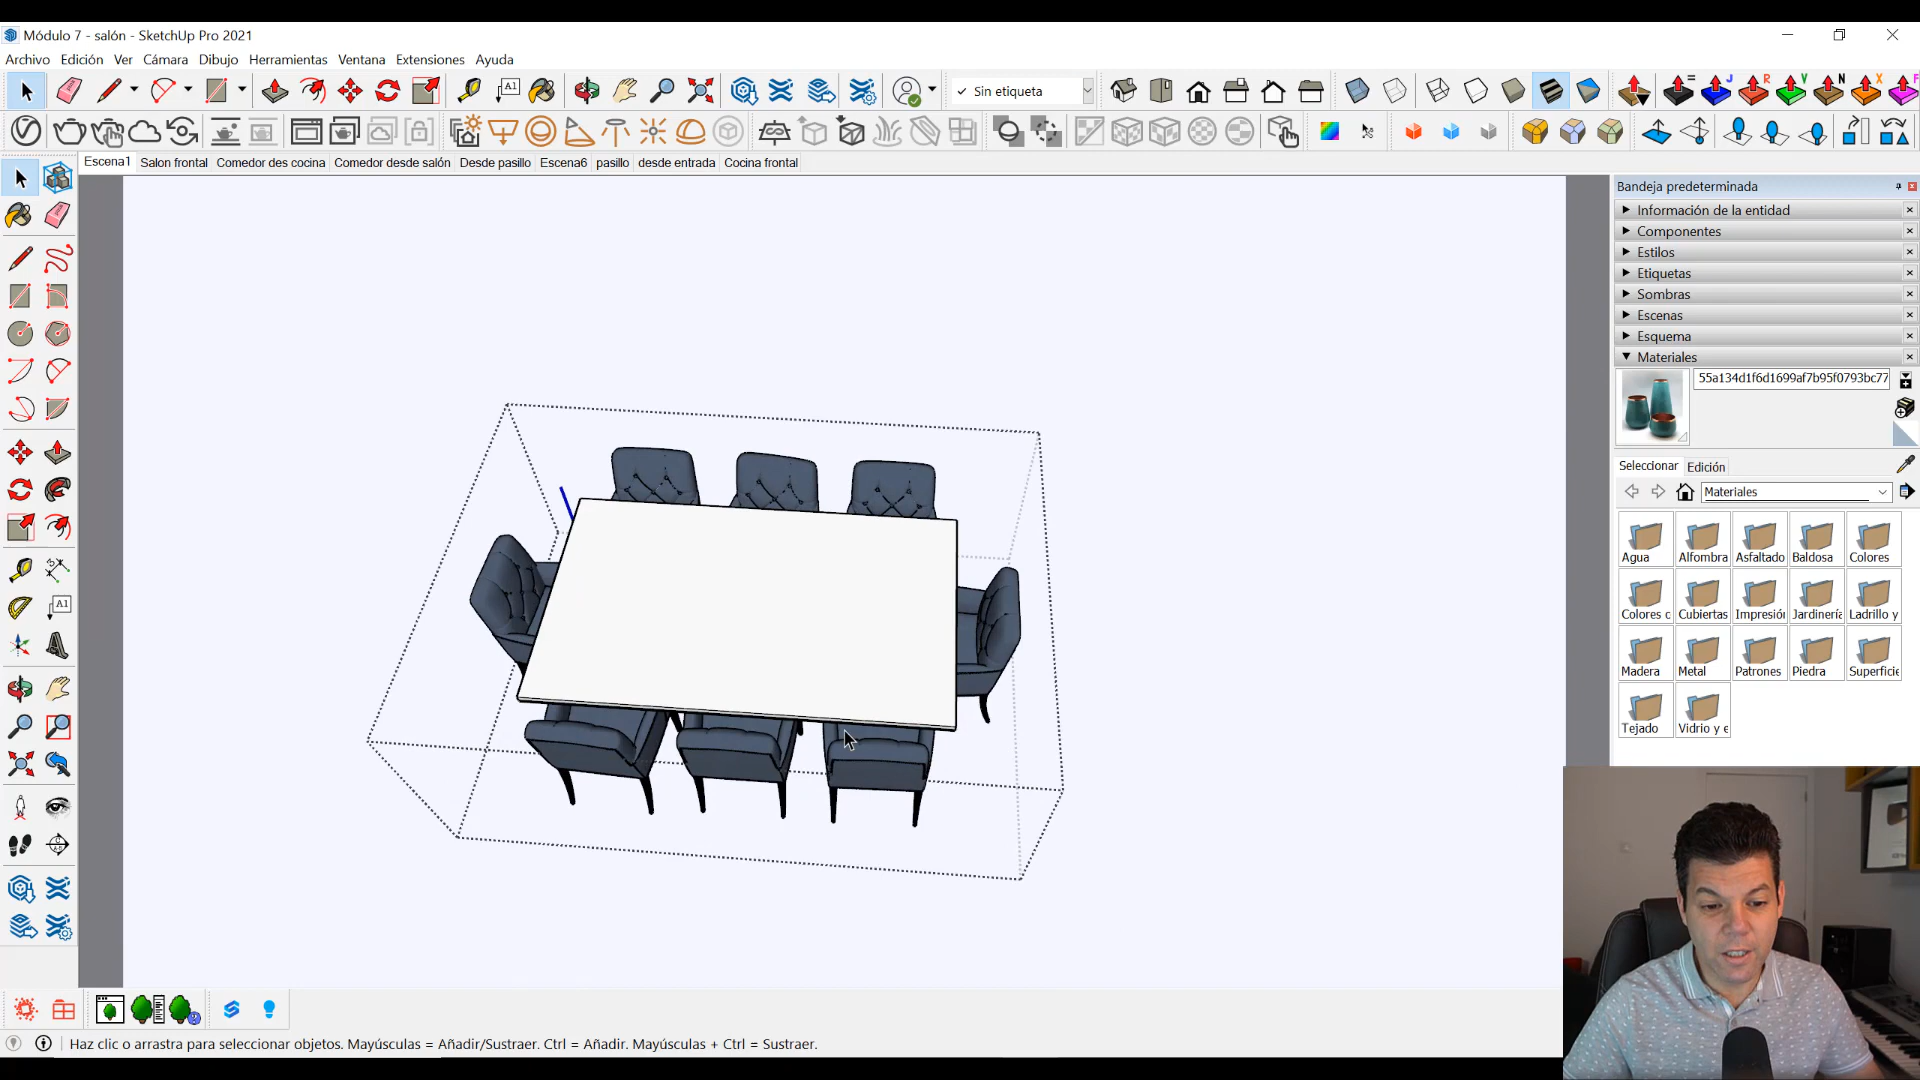 Módulo 7 - salón - SketchUp Pro 2021
Archivo Edición Ver Cámara Dibujo Herramientas Ventana Extensiones Ayuda
Sin etiqueta
Escena1 Salon frontal Comedor des cocina Comedor desde salón Desde pasillo Escena6 pasillo desde entrada Cocina frontal
Bandeja predeterminada
Información de la entidad
Componentes
Estilos
Etiquetas
Sombras
Escenas
Esquema
Materiales
55a134d1f6d1699af7b95f0793bc77
Seleccionar Edición
Materiales
Agua Alfombra Asfaltado Baldosa Colores
Colores c Cubiertas Impresión Jardinería Ladrillo y
Madera Metal Patrones Piedra Superficie
Tejado Vidrio y e
Haz clic o arrastra para seleccionar objetos. Mayúsculas = Añadir/Sustraer. Ctrl = Añadir. Mayúsculas + Ctrl = Sustraer.